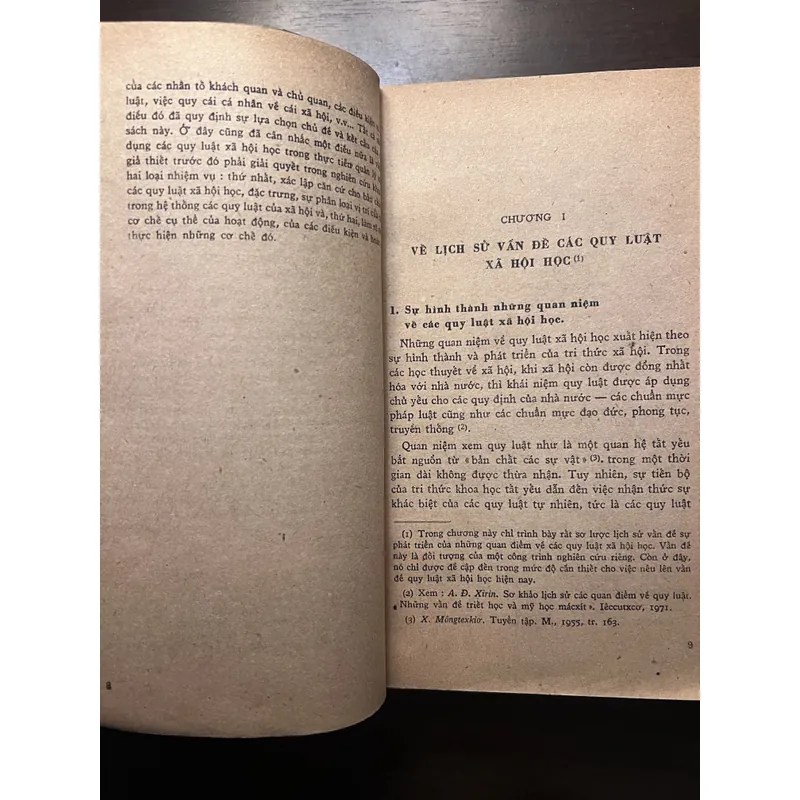 của các nhân tố khách quan và chủ quan, các điều kiện
luật, việc quy cái cá nhân về cái xã hội, v.v... Tất cả
điều đó đã quy định sự lựa chọn chủ đề và kết cấu
sách này. Ở đây cũng đã cân nhắc một điều nữa là
dụng các quy luật xã hội học trong thực tiễn quản lý
giả thiết trước đó phải giải quyết trong nghiên cứu
hai loại nhiệm vụ : thứ nhất, xác lập căn cứ cho
các quy luật xã hội học, đặc trưng, sự phân loại vị trí của
trong hệ thống các quy luật của xã hội và, thứ hai, làm rõ
cơ chế cụ thể của hoạt động, của các điều kiện và
thực hiện những cơ chế đó.
8
CHƯƠNG I
VỀ LỊCH SỬ VẤN ĐỀ CÁC QUY LUẬT
XÃ HỘI HỌC (1)
1. Sự hình thành những quan niệm
về các quy luật xã hội học.
Những quan niệm về quy luật xã hội học xuất hiện theo
sự hình thành và phát triển của tri thức xã hội. Trong
các học thuyết về xã hội, khi xã hội còn được đồng nhất
hóa với nhà nước, thì khái niệm quy luật được áp dụng
chủ yếu cho các quy định của nhà nước — các chuẩn mực
pháp luật cũng như các chuẩn mực đạo đức, phong tục,
truyền thống (2).
Quan niệm xem quy luật như là một quan hệ tất yếu
bắt nguồn từ «bản chất các sự vật» (3). trong một thời
gian dài không được thừa nhận. Tuy nhiên, sự tiến bộ
của tri thức khoa học tất yếu dẫn đến việc nhận thức sự
khác biệt của các quy luật tự nhiên, tức là các quy luật
(1) Trong chương này chỉ trình bày rất sơ lược lịch sử vấn đề sự
phát triển của những quan điểm về các quy luật xã hội học. Vấn đề
này là đối tượng của một công trình nghiên cứu riêng. Còn ở đây,
nó chỉ được đề cập đến trong mức độ cần thiết cho việc nêu lên vấn
đề quy luật xã hội học hiện nay.
(2) Xem : A. Đ. Xirin. Sơ khảo lịch sử các quan điểm về quy luật.
«Những vấn đề triết học và mỹ học mácxít». Iêccutxcơ, 1971.
(3) X. Môngtexkiơ. Tuyển tập. M., 1955, tr. 163.
9